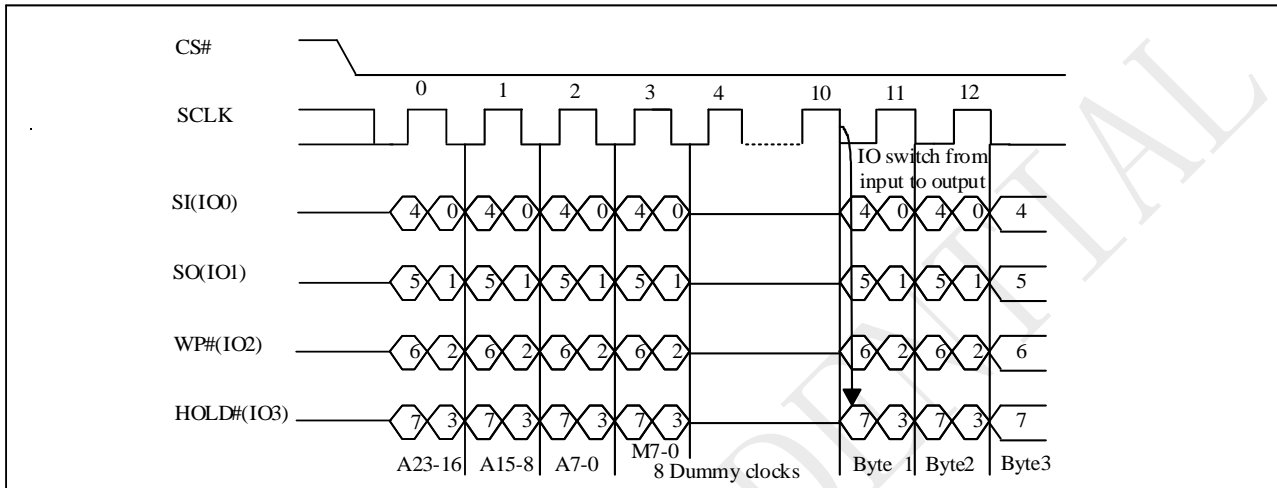 CS#
0 1 2 3 4 10 11 12
SCLK
IO switch from
input to output
SI(IO0) 4 0 4 0 4 0 4 0 4 0 4 0 4
SO(IO1) 5 1 5 1 5 1 5 1 5 1 5 1 5
WP#(IO2) 6 2 6 2 6 2 6 2 6 2 6 2 6
HOLD#(IO3) 7 3 7 3 7 3 7 3 7 3 7 3 7
A23-16 A15-8 A7-0 M7-0 8 Dummy clocks Byte 1 Byte2 Byte3